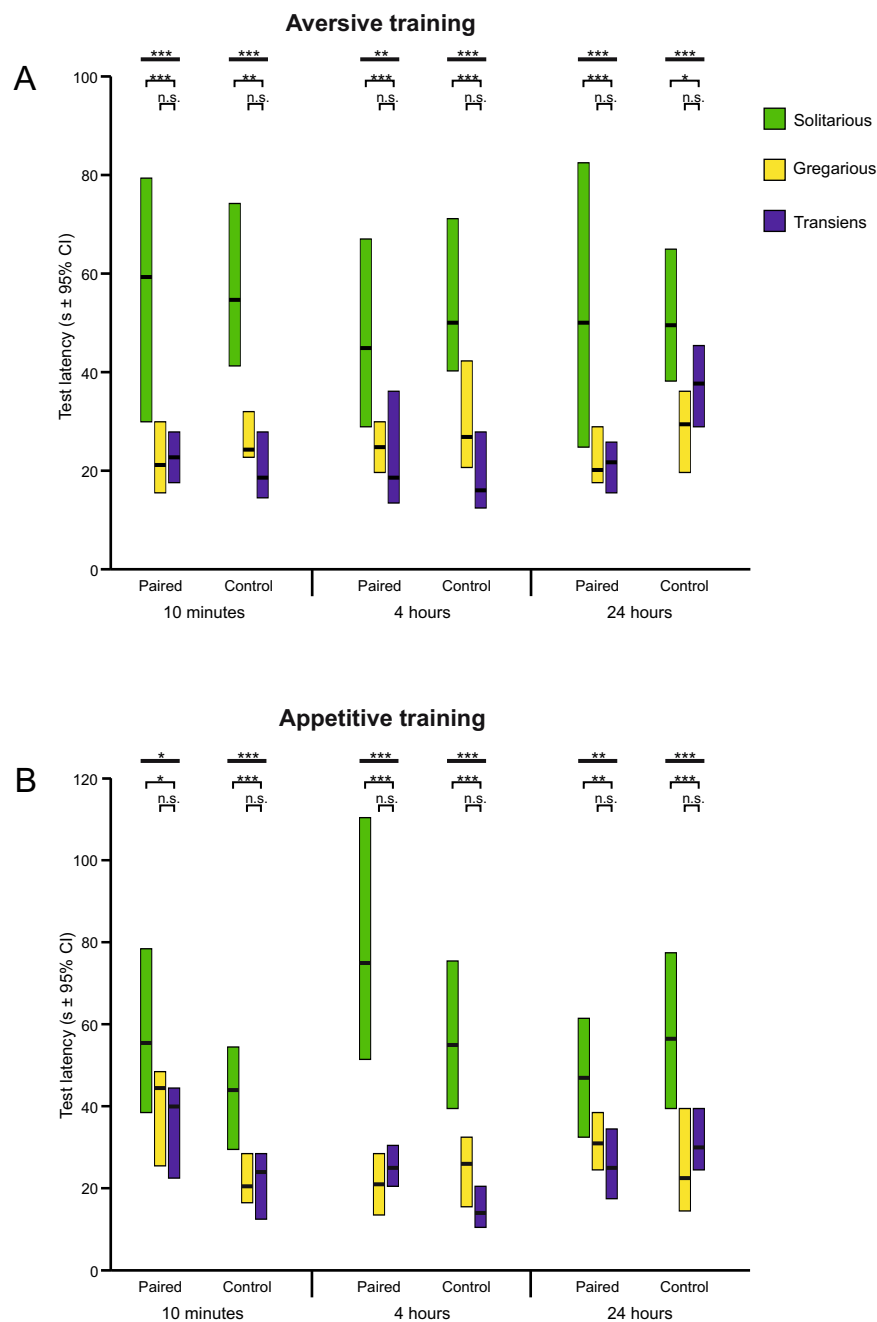 Aversive training
A
*** *** ** *** *** ***
*** ** *** *** *** *
n.s. n.s. n.s. n.s. n.s. n.s.
100
80
60
40
20
0
Test latency (s ± 95% CI)
Solitarious
Gregarious
Transiens
Paired Control Paired Control Paired Control
10 minutes 4 hours 24 hours
Appetitive training
B
* *** *** *** ** ***
* *** *** *** ** ***
n.s. n.s. n.s. n.s. n.s. n.s.
120
100
80
60
40
20
0
Test latency (s ± 95% CI)
Paired Control Paired Control Paired Control
10 minutes 4 hours 24 hours